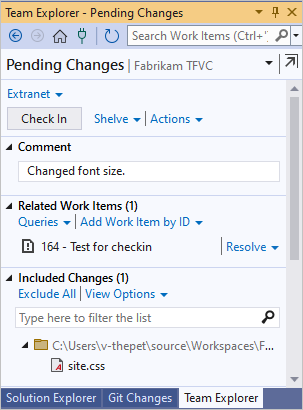 Team Explorer - Pending Changes
Search Work Items (Ctrl+'
Pending Changes | Fabrikam TFVC
Extranet
Check In Shelve Actions
Comment
Changed font size.
Related Work Items (1)
Queries Add Work Item by ID
164 - Test for checkin Resolve
Included Changes (1)
Exclude All View Options
Type here to filter the list
C:\Users\v-thepet\source\Workspaces\F...
site.css
Solution Explorer Git Changes Team Explorer